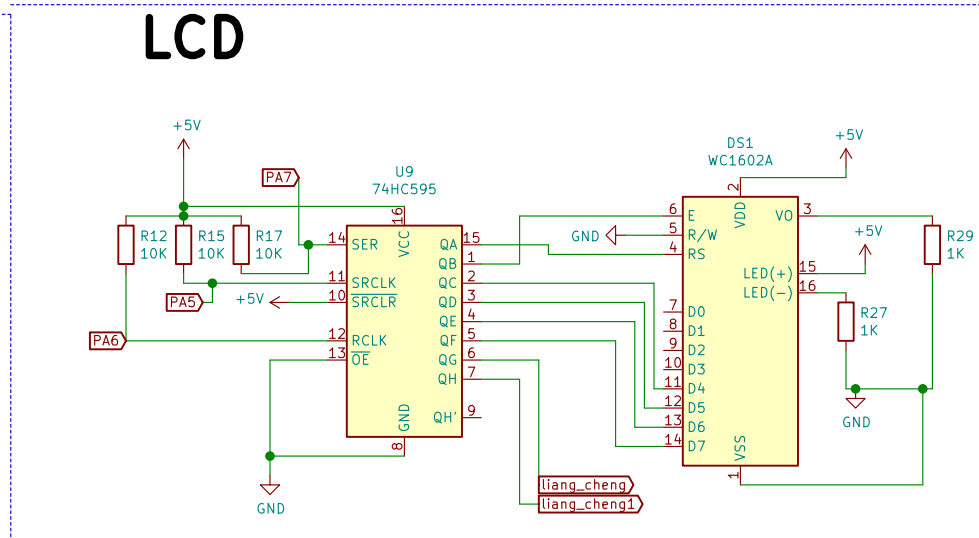 LCD
+5V
PA7
U9
74HC595
R12
10K
R15
10K
R17
10K
PA5
+5V
PA6
14 SER
11 SRCLK
10 SRCLR
12 RCLK
13 OE
16 VCC
GND 8
QA 15
QB 1
QC 2
QD 3
QE 4
QF 5
QG 6
QH 7
QH' 9
GND
liang_cheng
liang_cheng1
DS1
WC1602A
+5V
2 VDD
GND
6 E
5 R/W
4 RS
7 D0
8 D1
9 D2
10 D3
11 D4
12 D5
13 D6
14 D7
VO 3
LED(+) 15
LED(-) 16
VSS 1
+5V
R29
1K
R27
1K
GND